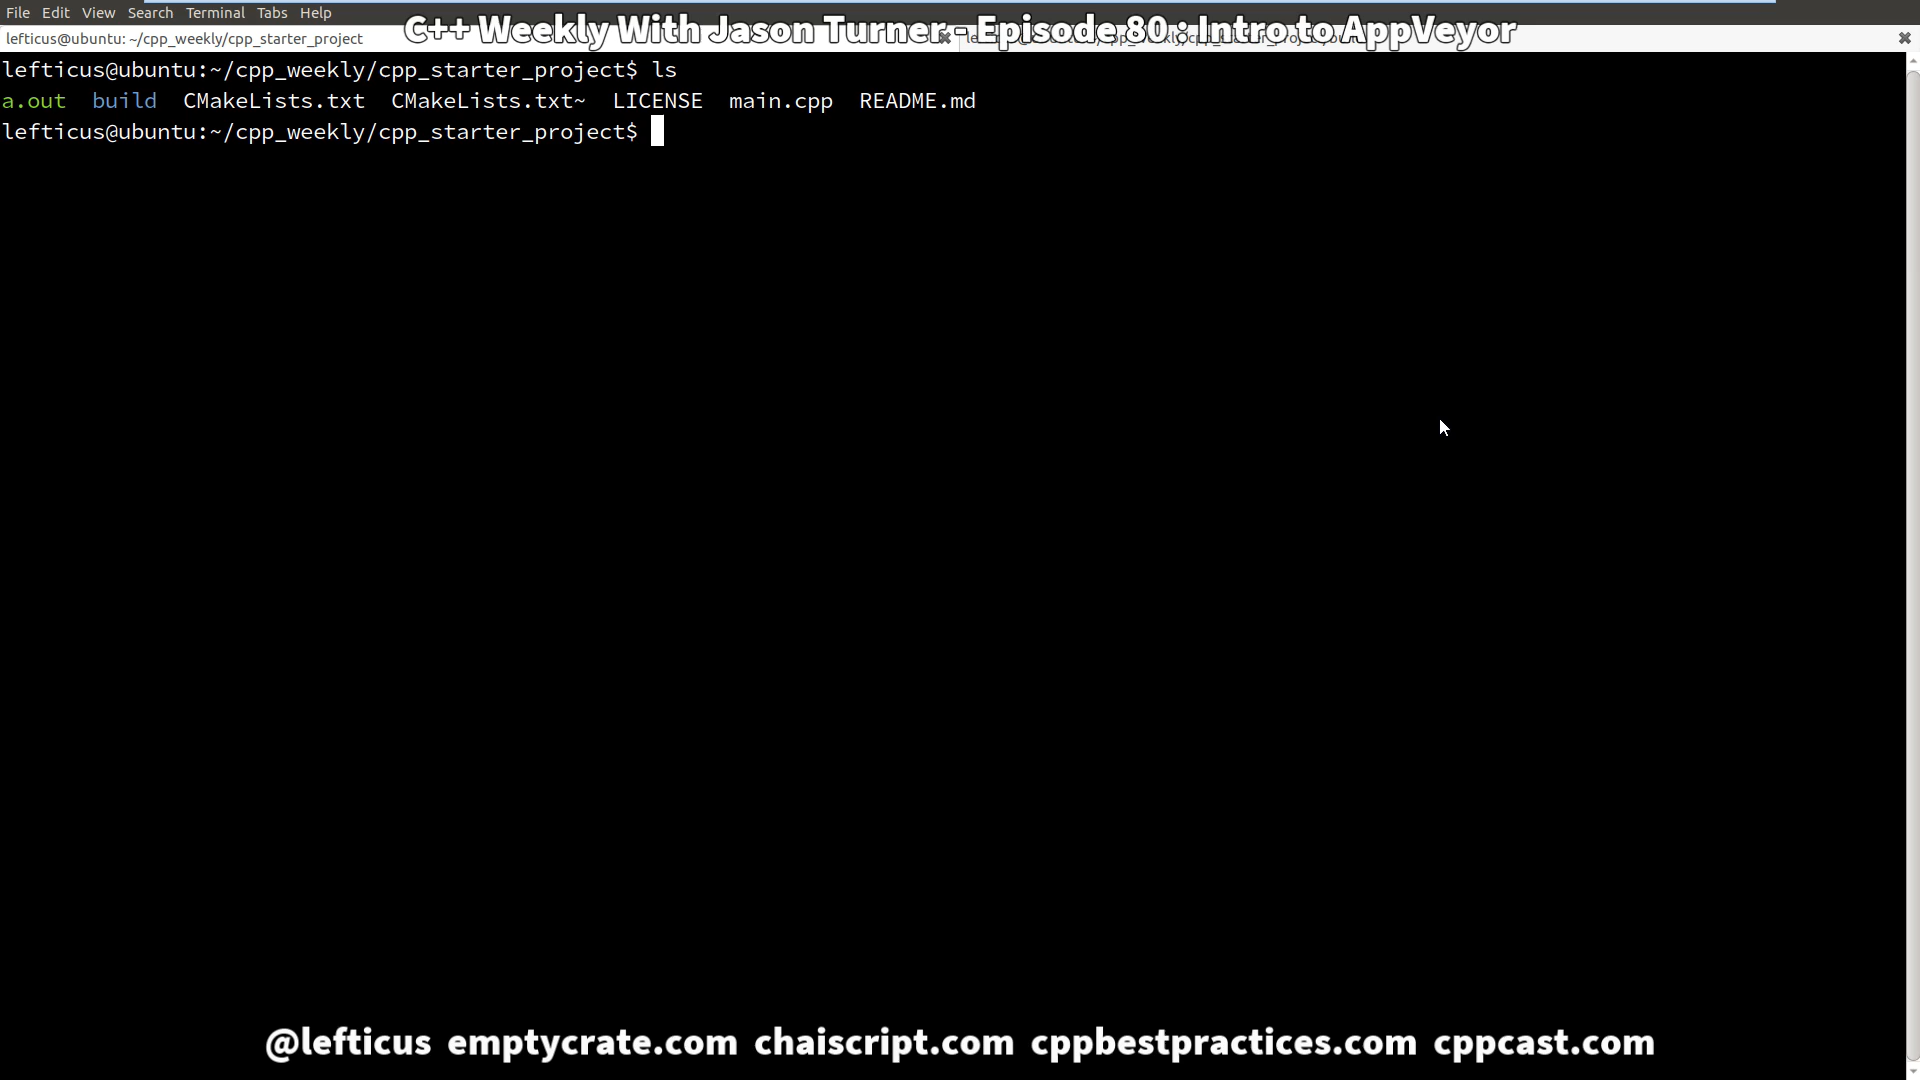 File Edit View Search Terminal Tabs Help
C++ Weekly With Jason Turner - Episode 80 : Intro to AppVeyor
lefticus@ubuntu: ~/cpp_weekly/cpp_starter_project
lefticus@ubuntu:~/cpp_weekly/cpp_starter_project$ ls
a.out build CMakeLists.txt CMakeLists.txt~ LICENSE main.cpp README.md
lefticus@ubuntu:~/cpp_weekly/cpp_starter_project$
@lefticus emptycrate.com chaiscript.com cppbestpractices.com cppcast.com